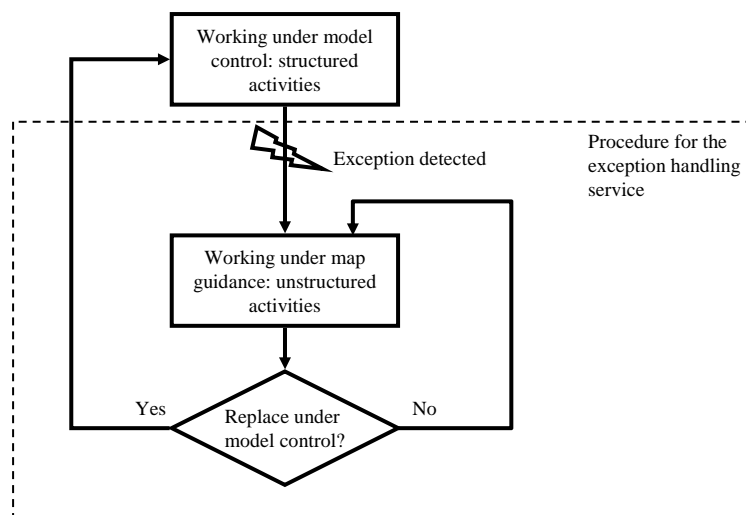 Working under model
control: structured
activities
Procedure for the
exception handling
service
Exception detected
Working under map
guidance: unstructured
activities
Yes
No
Replace under
model control?